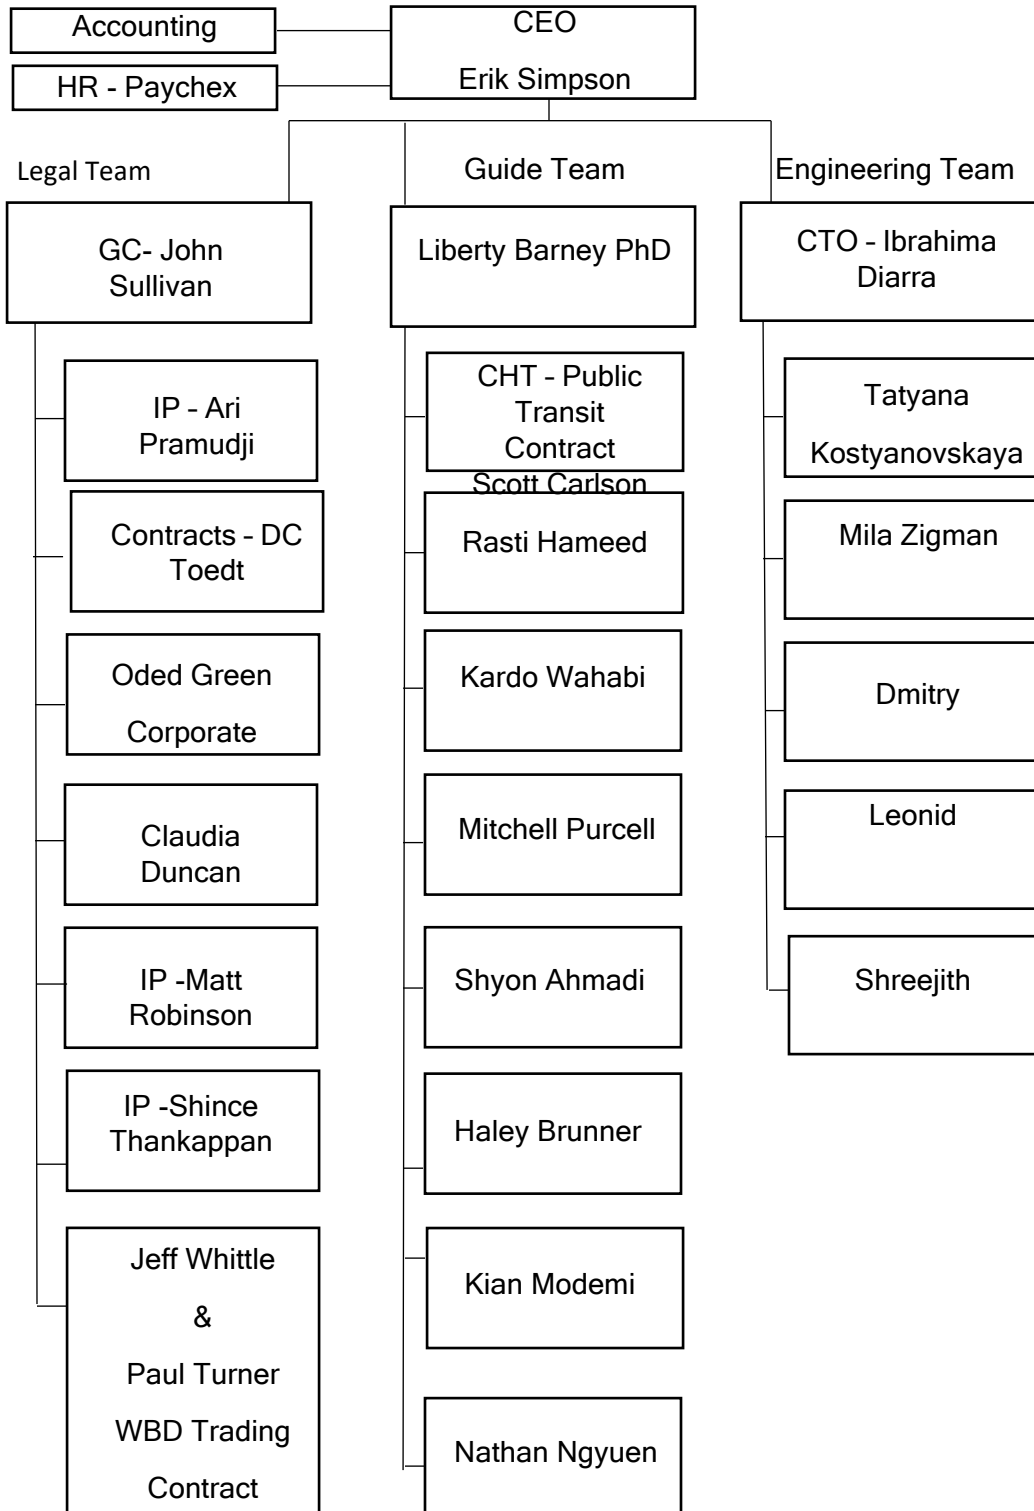 Accounting
CEO
Erik Simpson
HR - Paychex
Legal Team
Guide Team
Engineering Team
GC- John
Sullivan
IP – Ari
Pramudji
Contracts – DC
Toedt
Oded Green
Corporate
Claudia
Duncan
IP -Matt
Robinson
IP -Shince
Thankappan
Jeff Whittle
&
Paul Turner
WBD Trading
Contract
Liberty Barney PhD
CHT – Public
Transit
Contract
Scott Carlson
Rasti Hameed
Kardo Wahabi
Mitchell Purcell
Shyon Ahmadi
Haley Brunner
Kian Modemi
Nathan Ngyuen
CTO – Ibrahima
Diarra
Tatyana
Kostyanovskaya
Mila Zigman
Dmitry
Leonid
Shreejith